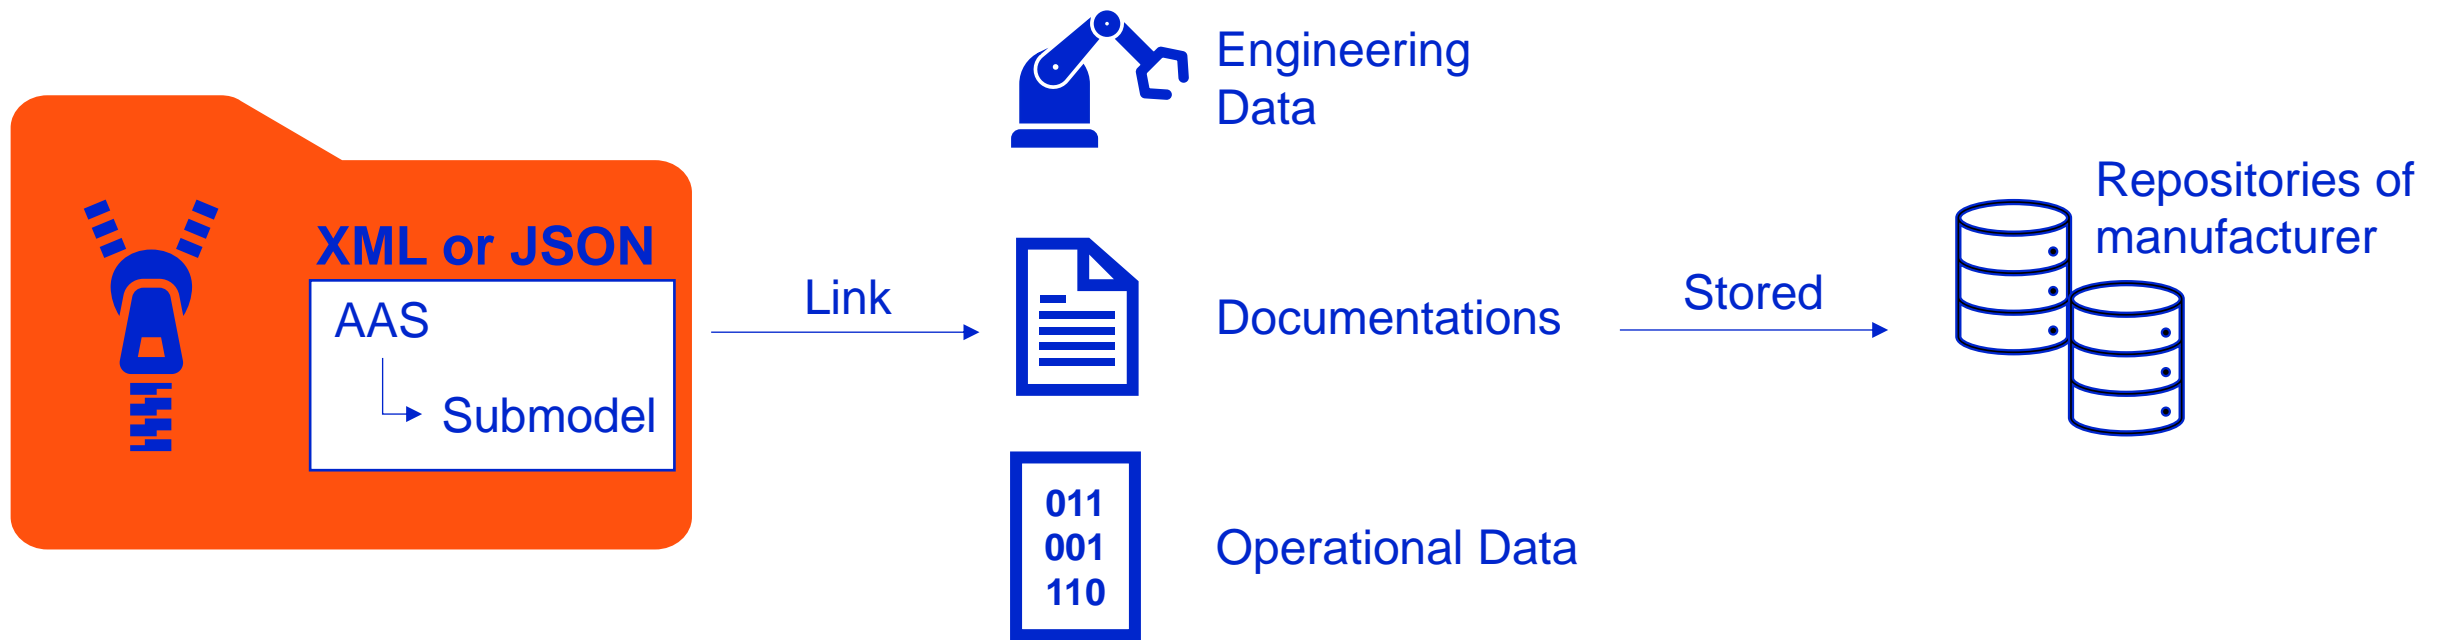 XML or JSON
AAS
Submodel
Link
Engineering
Data
Documentations
011
001
110
Operational Data
Stored
Repositories of
manufacturer